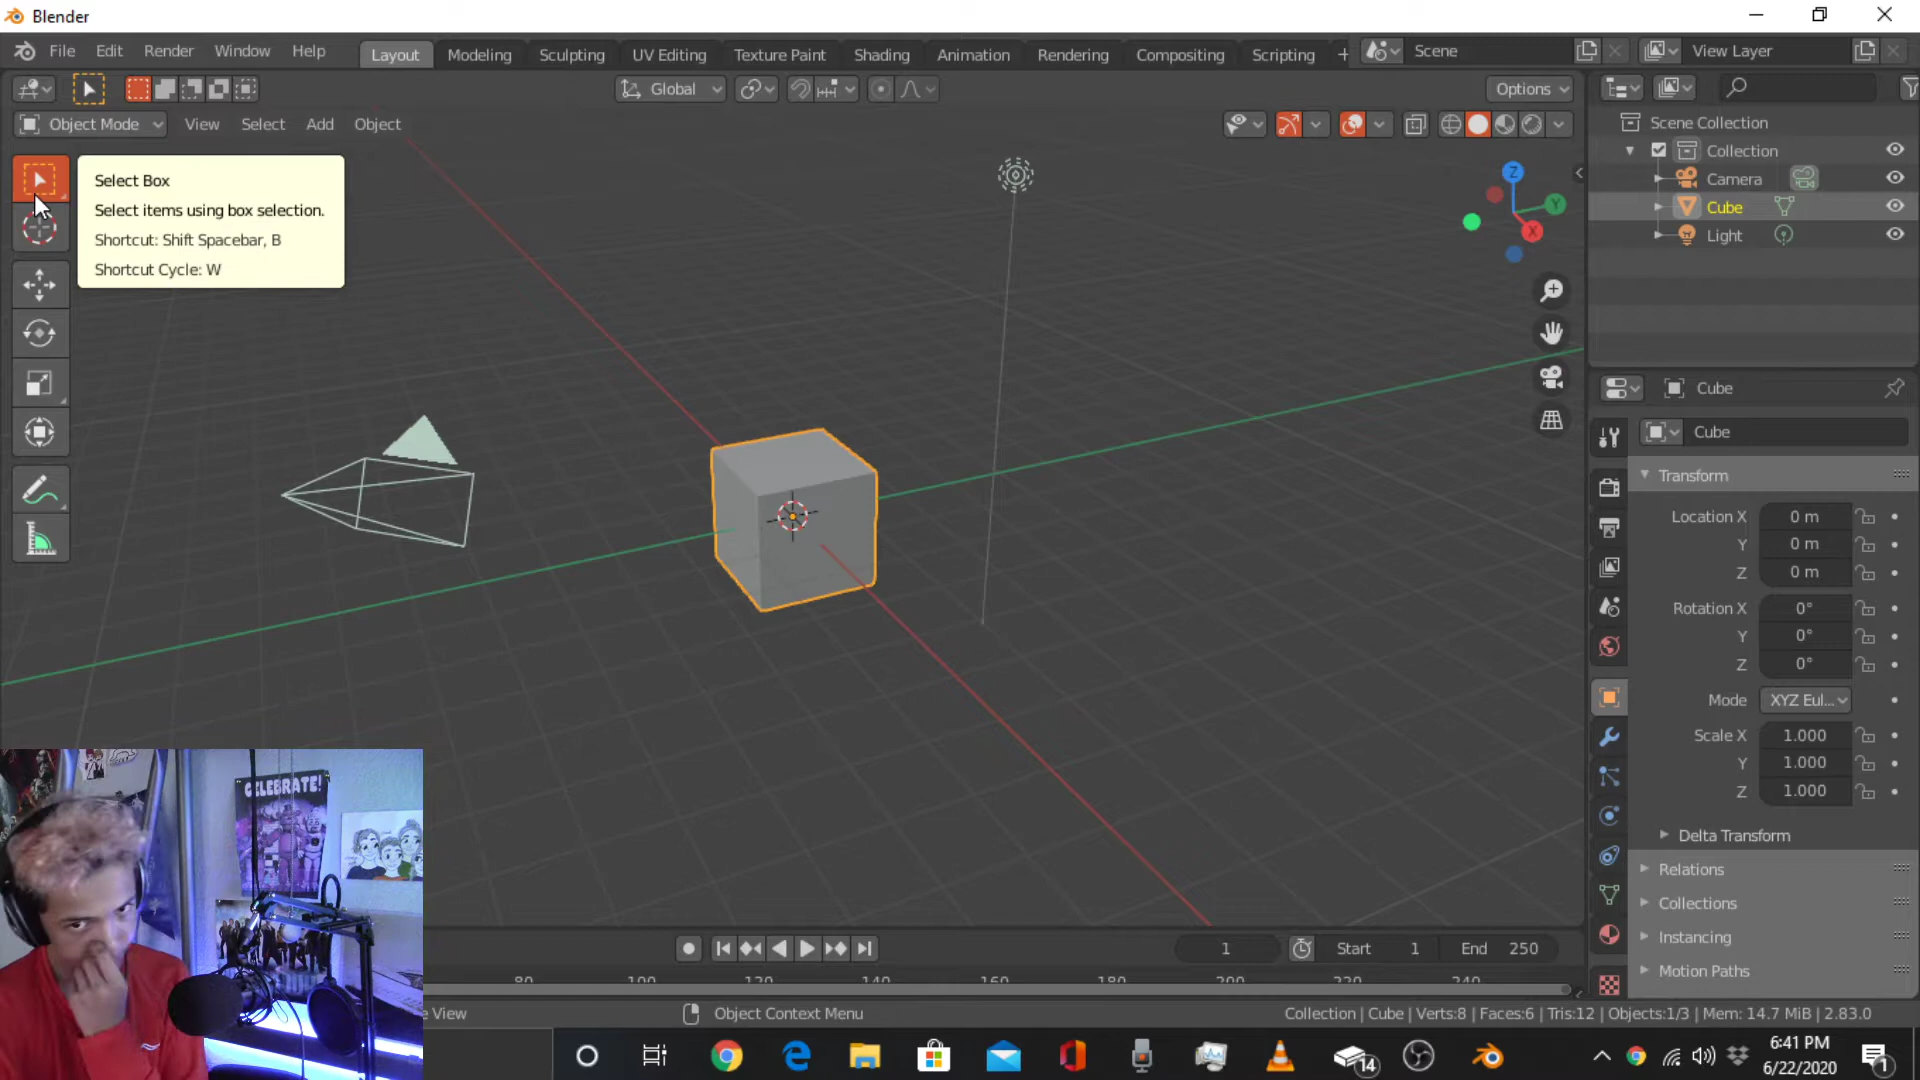 Blender
File Edit Render Window Help Layout Modeling Sculpting UV Editing Texture Paint Shading Animation Rendering Compositing Scripting + Scene View Layer
Global Options
Object Mode View Select Add Object
Select Box
Select items using box selection.
Shortcut: Shift Spacebar, B
Shortcut Cycle: W
Z
Y
X
Scene Collection
Collection
Camera
Cube
Light
Cube
Cube
Transform
Location X 0 m
Y 0 m
Z 0 m
Rotation X 0°
Y 0°
Z 0°
Mode XYZ Eul...
Scale X 1.000
Y 1.000
Z 1.000
Delta Transform
Relations
Collections
Instancing
Motion Paths
CELEBRATE!
1 Start 1 End 250
80 100 120 140 160 180 200 220 240
e View Object Context Menu Collection | Cube | Verts:8 | Faces:6 | Tris:12 | Objects:1/3 | Mem: 14.7 MiB | 2.83.0
14
6:41 PM
6/22/2020
1